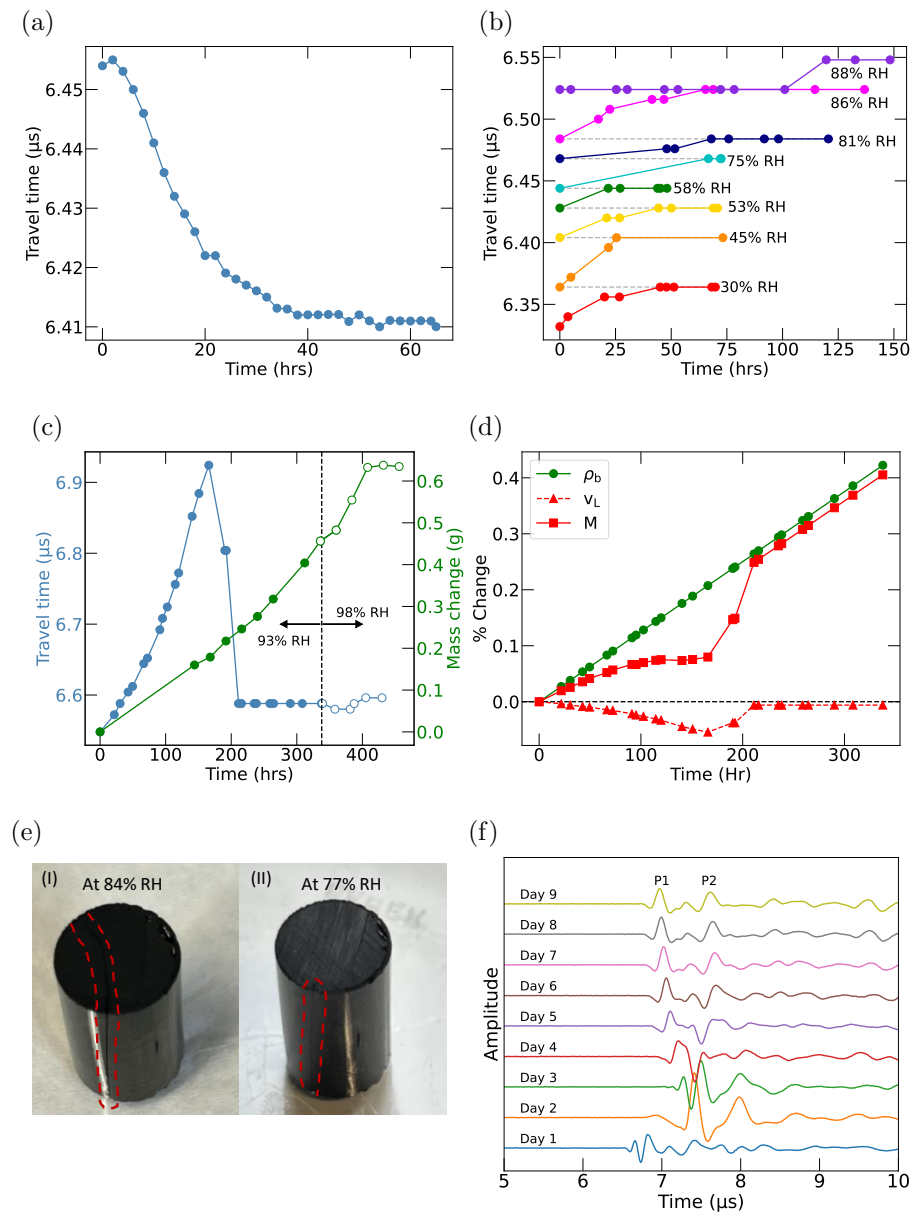 (a)
6.45
6.44
6.43
6.42
6.41
Travel time (μs)
0 20 40 60
Time (hrs)
(b)
6.55
6.50
6.45
6.40
6.35
Travel time (μs)
88% RH
86% RH
81% RH
75% RH
58% RH
53% RH
45% RH
30% RH
0 25 50 75 100 125 150
Time (hrs)
(c)
6.9
6.8
6.7
6.6
Travel time (μs)
98% RH
93% RH
0.6
0.5
0.4
0.3
0.2
0.1
0.0
Mass change (g)
0 100 200 300 400
Time (hrs)
(d)
0.4
0.3
0.2
0.1
0.0
% Change
ρb
vL
M
0 100 200 300
Time (Hr)
(e)
(I)
At 84% RH
(II)
At 77% RH
(f)
Amplitude
P1 P2
Day 9
Day 8
Day 7
Day 6
Day 5
Day 4
Day 3
Day 2
Day 1
5 6 7 8 9 10
Time (μs)